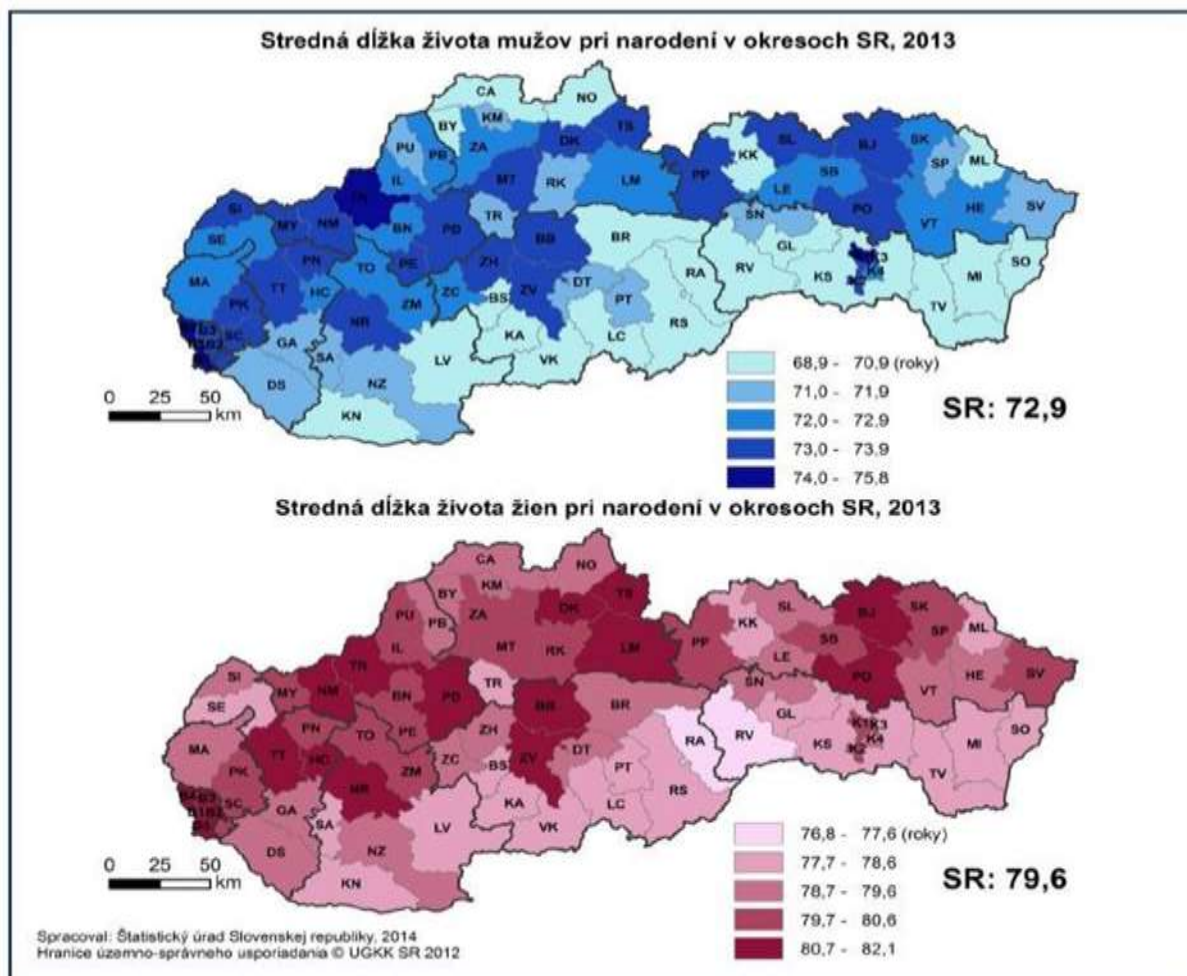 Stredná dĺžka života mužov pri narodení v okresoch SR, 2013
CA
NO
BY
KM
TS
PU
PB
ZA
DK
SL
BJ
SK
KK
SP
ML
IL
MT
RK
LM
PP
LE
SB
SI
MY
NM
BN
PD
TR
BB
SN
PO
VT
HE
SV
SE
PN
TO
PE
ZH
BR
GL
MA
TT
HC
ZM
ZC
ZV
DT
RA
RV
KS
K3
K4
MI
SO
PK
SC
NR
BS
PT
TV
GA
SA
LV
KA
VK
LC
RS
DS
NZ
KN
0 25 50
km
68,9 - 70,9 (roky)
71,0 - 71,9
72,0 - 72,9
73,0 - 73,9
74,0 - 75,8
SR: 72,9
Stredná dĺžka života žien pri narodení v okresoch SR, 2013
CA
NO
BY
KM
TS
PU
PB
ZA
DK
SL
BJ
SK
KK
SP
ML
IL
MT
RK
LM
PP
LE
SB
TR
SI
MY
NM
BN
PD
TR
BB
SN
PO
VT
HE
SV
SE
PN
TO
PE
ZH
BR
GL
MA
TT
HC
ZM
ZC
ZV
DT
RA
RV
KS
K1
K3
K4
K2
MI
SO
PK
SC
NR
BS
PT
TV
GA
SA
LV
KA
VK
LC
RS
DS
NZ
KN
0 25 50
km
76,8 - 77,6 (roky)
77,7 - 78,6
78,7 - 79,6
79,7 - 80,6
80,7 - 82,1
SR: 79,6
Spracoval: Štatistický úrad Slovenskej republiky, 2014
Hranice územno-správneho usporiadania © UGKK SR 2012